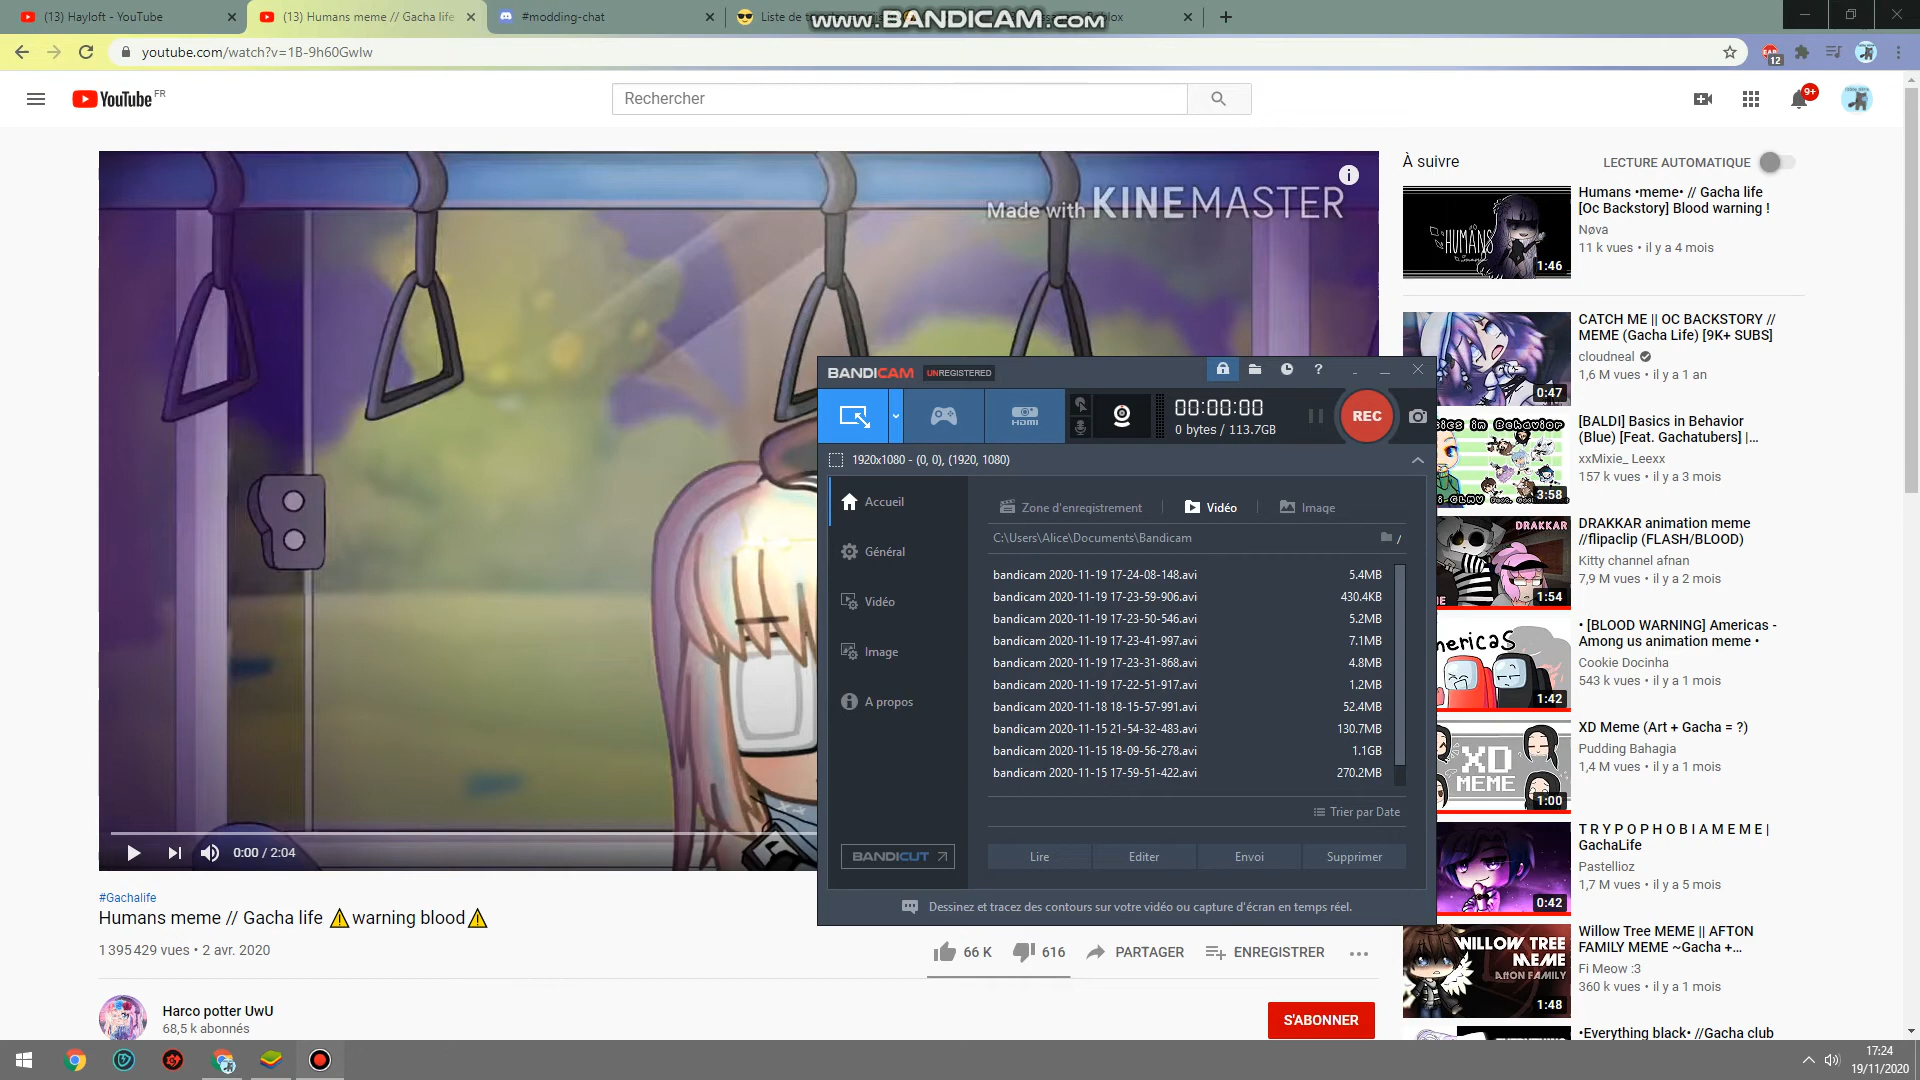 (13) Hayloft - YouTube
(13) Humans meme // Gacha life
#modding-chat
Liste de
WWW.BANDICAM.COM
youtube.com/watch?v=1B-9h60GwIw
12
YouTube FR
Rechercher
9+
Made with KINEMASTER
0:00 / 2:04
#Gachalife
Humans meme // Gacha life ⚠warning blood⚠
1 395 429 vues • 2 avr. 2020
66 K
616
PARTAGER
ENREGISTRER
Harco potter UwU
68,5 k abonnés
S'ABONNER
BANDICAM UNREGISTERED
HDMI
00:00:00
0 bytes / 113.7GB
REC
1920x1080 - (0, 0), (1920, 1080)
Accueil
Général
Vidéo
Image
A propos
BANDICUT
Zone d'enregistrement
Vidéo
Image
C:\Users\Alice\Documents\Bandicam
/
bandicam 2020-11-19 17-24-08-148.avi 5.4MB
bandicam 2020-11-19 17-23-59-906.avi 430.4KB
bandicam 2020-11-19 17-23-50-546.avi 5.2MB
bandicam 2020-11-19 17-23-41-997.avi 7.1MB
bandicam 2020-11-19 17-23-31-868.avi 4.8MB
bandicam 2020-11-19 17-22-51-917.avi 1.2MB
bandicam 2020-11-18 18-15-57-991.avi 52.4MB
bandicam 2020-11-15 21-54-32-483.avi 130.7MB
bandicam 2020-11-15 18-09-56-278.avi 1.1GB
bandicam 2020-11-15 17-59-51-422.avi 270.2MB
Trier par Date
Lire
Editer
Envoi
Supprimer
Dessinez et tracez des contours sur votre vidéo ou capture d'écran en temps réel.
À suivre
LECTURE AUTOMATIQUE
HUMANS
1:46
Humans •meme• // Gacha life
[Oc Backstory] Blood warning !
Nøva
11 k vues • il y a 4 mois
0:47
CATCH ME || OC BACKSTORY //
MEME (Gacha Life) [9K+ SUBS]
cloudneal
1,6 M vues • il y a 1 an
3:58
[BALDI] Basics in Behavior
(Blue) [Feat. Gachatubers] |...
xxMixie_ Leexx
157 k vues • il y a 3 mois
DRAKKAR
1:54
DRAKKAR animation meme
//flipaclip (FLASH/BLOOD)
Kitty channel afnan
7,9 M vues • il y a 2 mois
1:42
• [BLOOD WARNING] Americas -
Among us animation meme •
Cookie Docinha
543 k vues • il y a 1 mois
XD
MEME
1:00
XD Meme (Art + Gacha = ?)
Pudding Bahagia
1,4 M vues • il y a 1 mois
0:42
T R Y P O P H O B I A M E M E |
GachaLife
Pastellioz
1,7 M vues • il y a 5 mois
WILLOW TREE
MEME
AFTON FAMILY
1:48
Willow Tree MEME || AFTON
FAMILY MEME ~Gacha +...
Fi Meow :3
360 k vues • il y a 1 mois
•Everything black• //Gacha club
17:24
19/11/2020